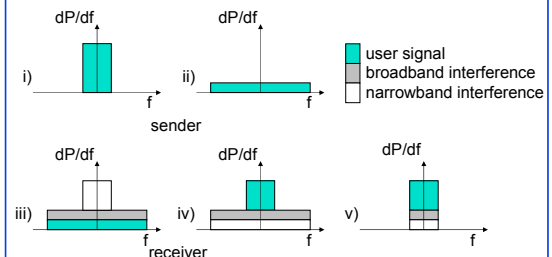 dP/df
dP/df
i)
ii)
user signal
broadband interference
narrowband interference
f
f
sender
dP/df
dP/df
dP/df
iii)
iv)
v)
f
f
f
receiver